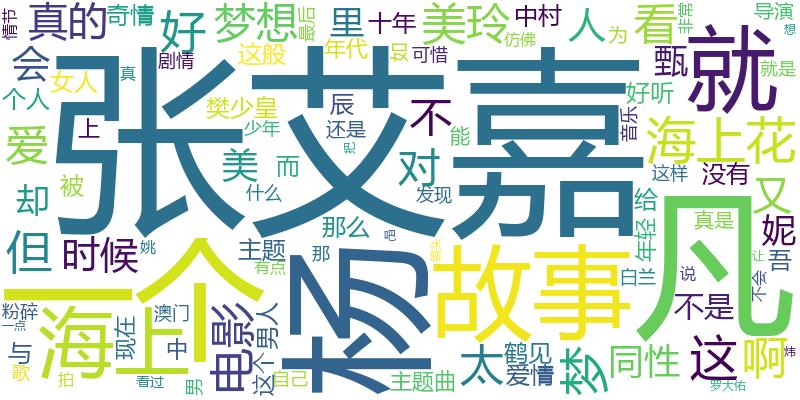 情节
真的
奇情
好
梦想
最后
里
十年
美玲
中村
仿佛
人
为
看
非常
导演
想
会
剧情
这般
年代
如
可惜
甄
就
就是
女人
真
张艾嘉
个人
樊少皇
辰
不
好听
上
少年
还是
音乐
海上花
爱
把
能
美
而
对
这样
没有
却
被
什么
发现
给
又
那么
年轻
真是
妮
但
时候
姚
主题
那
吧
凡
一个
有点
杨
偏头
故事
白兰
说
让
吾
不会
粉碎
一点
海上
澳门
现在
中
电影
这个
男人
不是
与
太
鹤见
梦
同性
这
啊
歌
拍
看过
男
自己
主题曲
爱情
罗大佑
炜